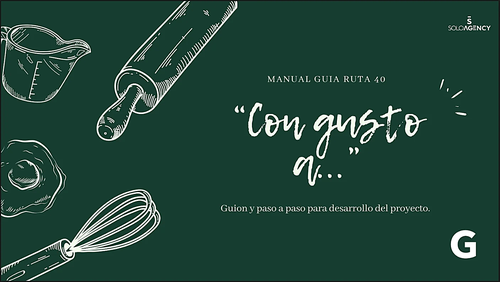 S
SOLOAGENCY
MANUAL GUIA RUTA 40
“Con gusto
a...”
Guion y paso a paso para desarrollo del proyecto.
G